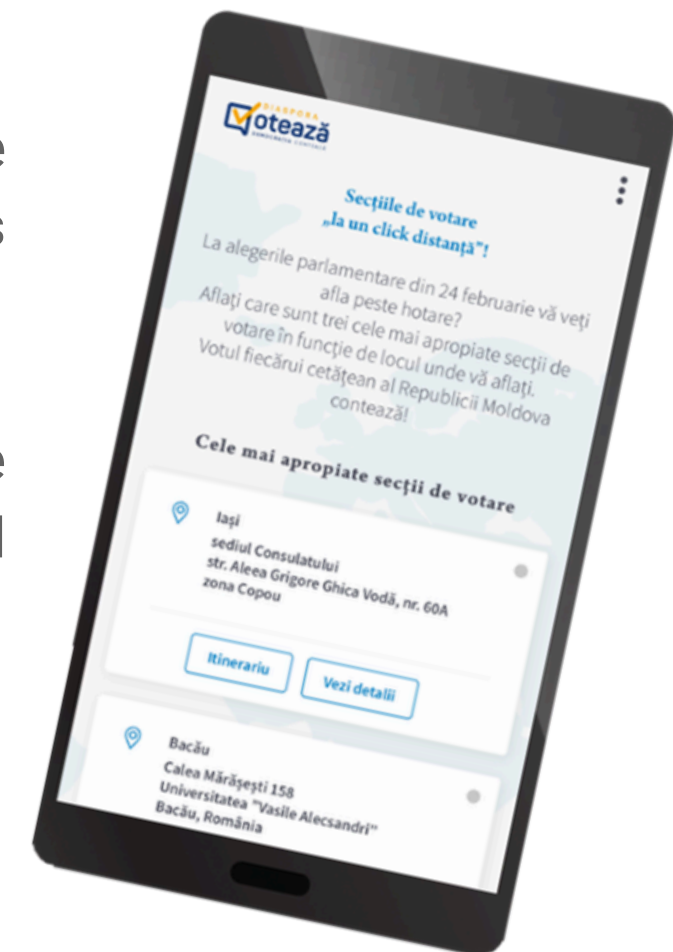 e
s
e
DIASPORA
Votează
DEMOCRAȚIA CONTEAZĂ
Secțiile de votare
„la un click distanță"!
La alegerile parlamentare din 24 februarie vă veți
afla peste hotare?
Aflați care sunt trei cele mai apropiate secții de
votare în funcție de locul unde vă aflați.
Votul fiecărui cetățean al Republicii Moldova
contează!
Cele mai apropiate secții de votare
Iași
sediul Consulatului
str. Aleea Grigore Ghica Vodă, nr. 60A
zona Copou
Itinerariu
Vezi detalii
Bacău
Calea Mărășești 158
Universitatea "Vasile Alecsandri"
Bacău, România